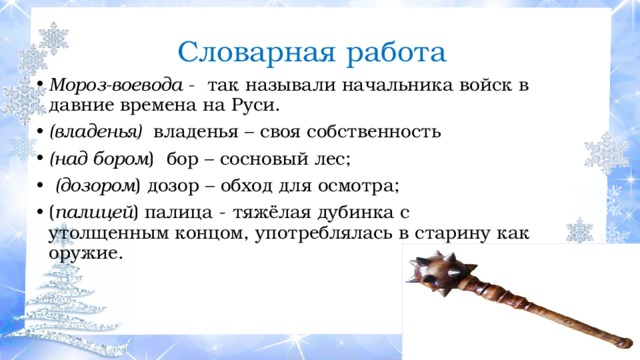 Словарная работа
• Мороз-воевода - так называли начальника войск в
давние времена на Руси.
• (владенья) владенья – своя собственность
• (над бором) бор – сосновый лес;
• (дозором) дозор – обход для осмотра;
• (палицей) палица - тяжёлая дубинка с
утолщенным концом, употреблялась в старину как
оружие.